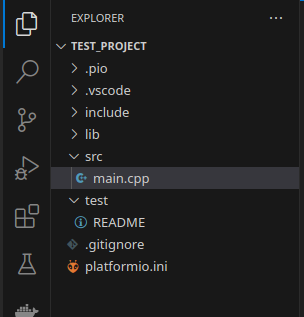 EXPLORER
TEST_PROJECT
.pio
.vscode
include
lib
src
main.cpp
test
README
.gitignore
platformio.ini